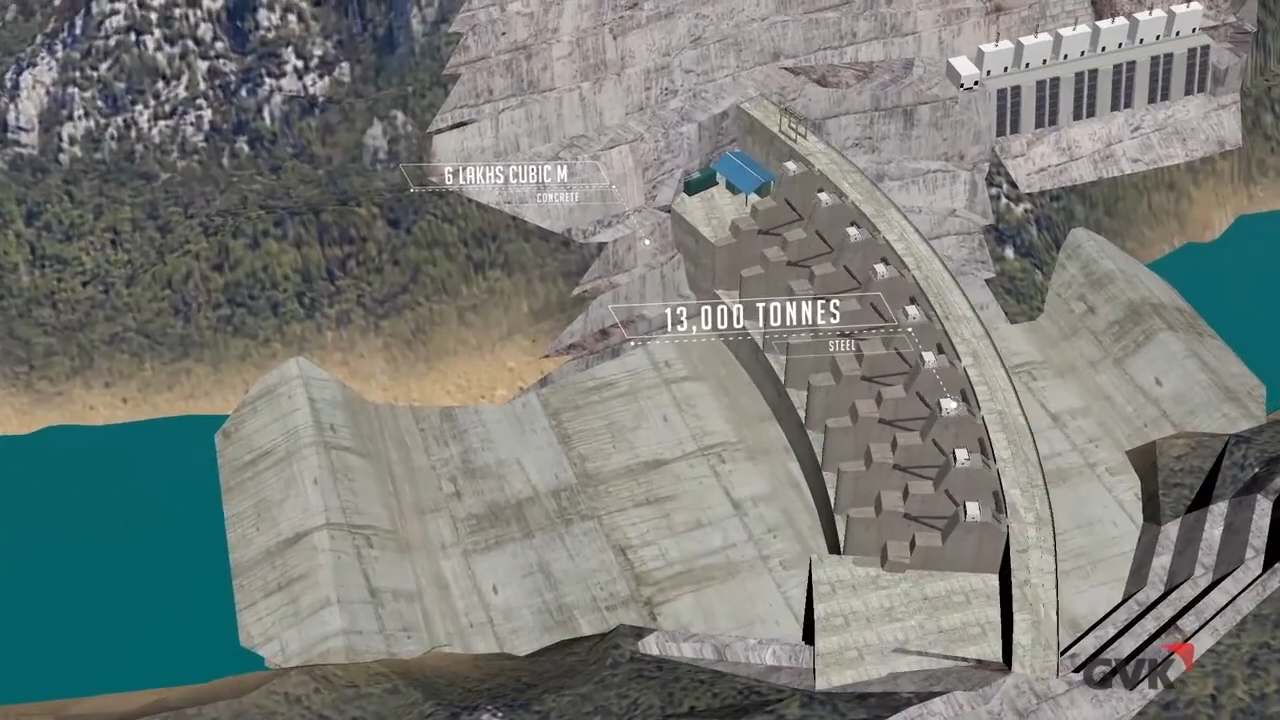 6 LAKHS CUBIC M
CONCRETE
13,000 TONNES
STEEL
GVK